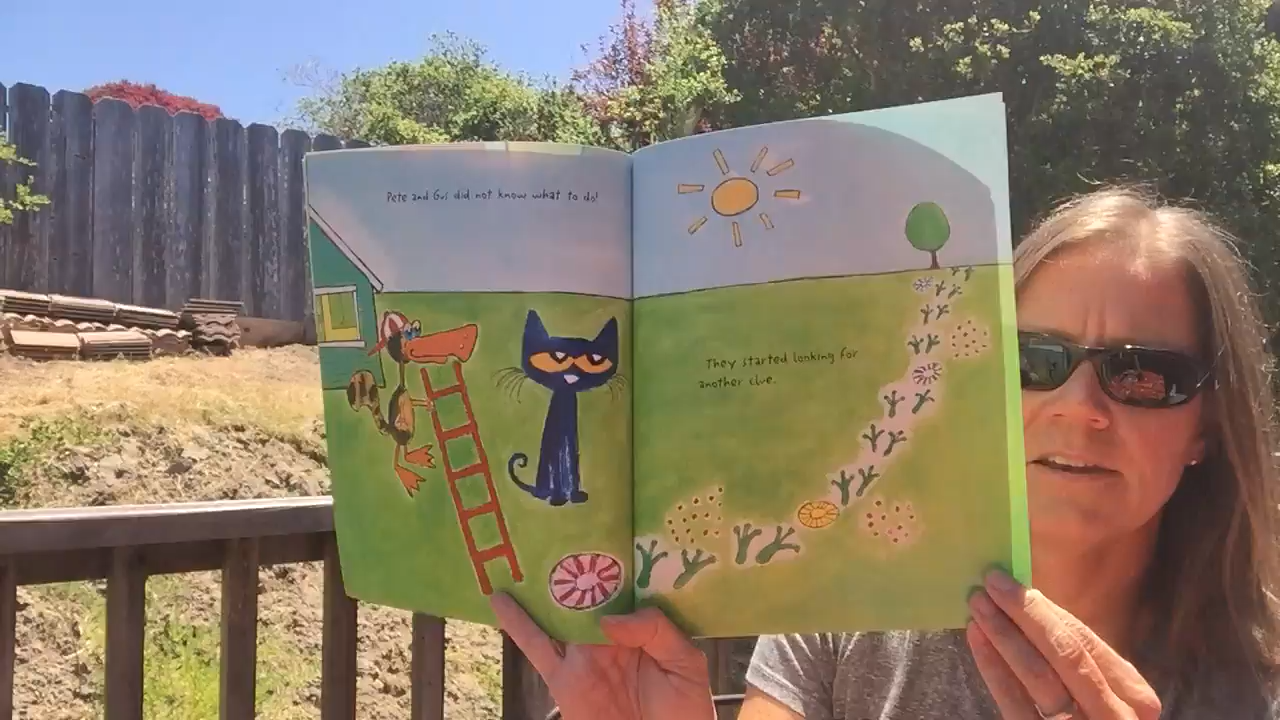 Pete and Gus did not know what to do!
They started looking for
another clue.